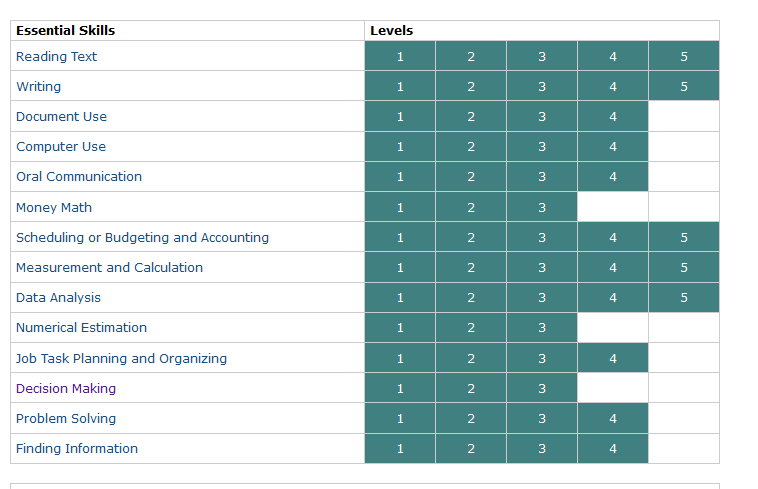 Essential Skills Levels
Reading Text 1 2 3 4 5
Writing 1 2 3 4 5
Document Use 1 2 3 4
Computer Use 1 2 3 4
Oral Communication 1 2 3 4
Money Math 1 2 3
Scheduling or Budgeting and Accounting 1 2 3 4 5
Measurement and Calculation 1 2 3 4 5
Data Analysis 1 2 3 4 5
Numerical Estimation 1 2 3
Job Task Planning and Organizing 1 2 3 4
Decision Making 1 2 3
Problem Solving 1 2 3 4
Finding Information 1 2 3 4